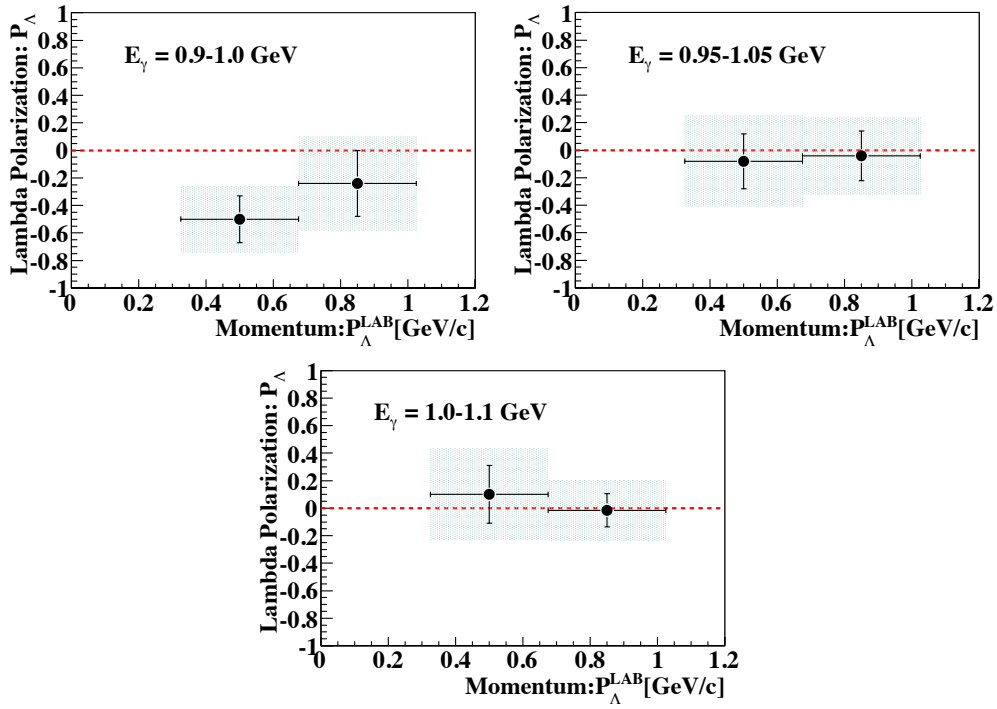 Lambda Polarization: P_Λ
1
0.8
0.6
0.4
0.2
0
-0.2
-0.4
-0.6
-0.8
-1
E_γ = 0.9-1.0 GeV
0 0.2 0.4 0.6 0.8 1 1.2
Momentum:P_Λ^LAB[GeV/c]
Lambda Polarization: P_Λ
1
0.8
0.6
0.4
0.2
0
-0.2
-0.4
-0.6
-0.8
-1
E_γ = 0.95-1.05 GeV
0 0.2 0.4 0.6 0.8 1 1.2
Momentum:P_Λ^LAB[GeV/c]
Lambda Polarization: P_Λ
1
0.8
0.6
0.4
0.2
0
-0.2
-0.4
-0.6
-0.8
-1
E_γ = 1.0-1.1 GeV
0 0.2 0.4 0.6 0.8 1 1.2
Momentum:P_Λ^LAB[GeV/c]